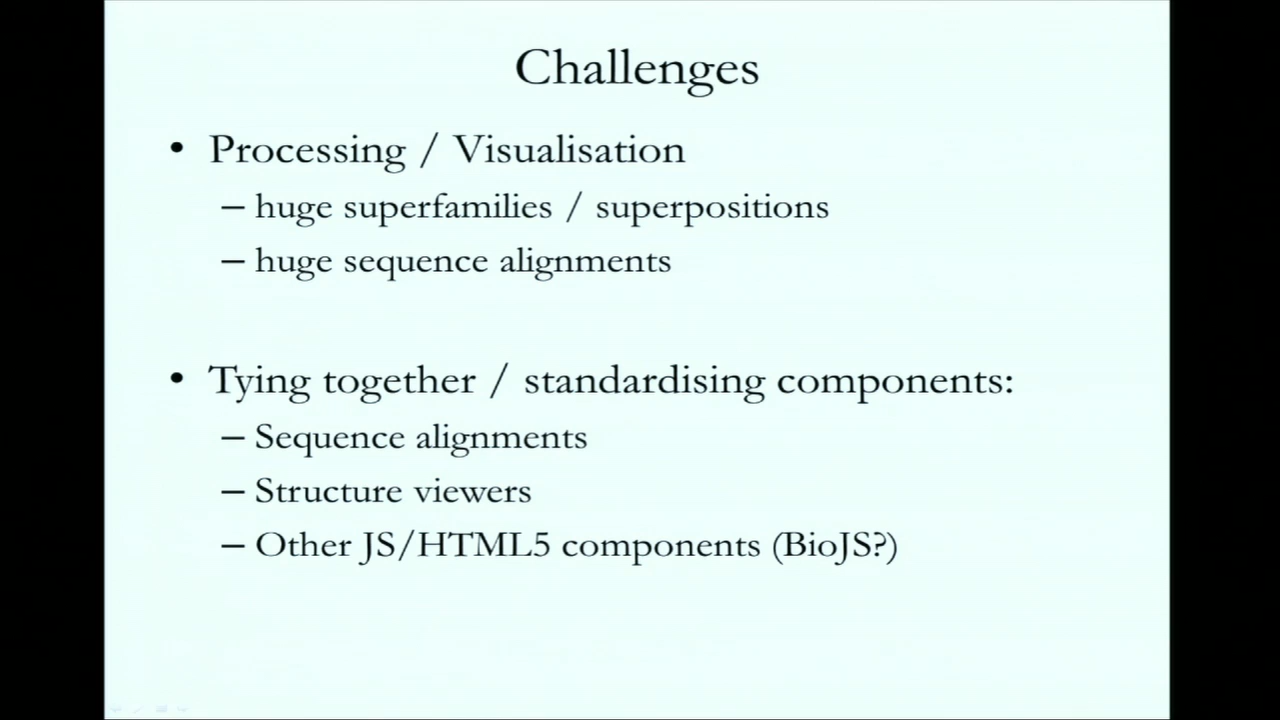 Challenges
• Processing / Visualisation
– huge superfamilies / superpositions
– huge sequence alignments
• Tying together / standardising components:
– Sequence alignments
– Structure viewers
– Other JS/HTML5 components (BioJS?)